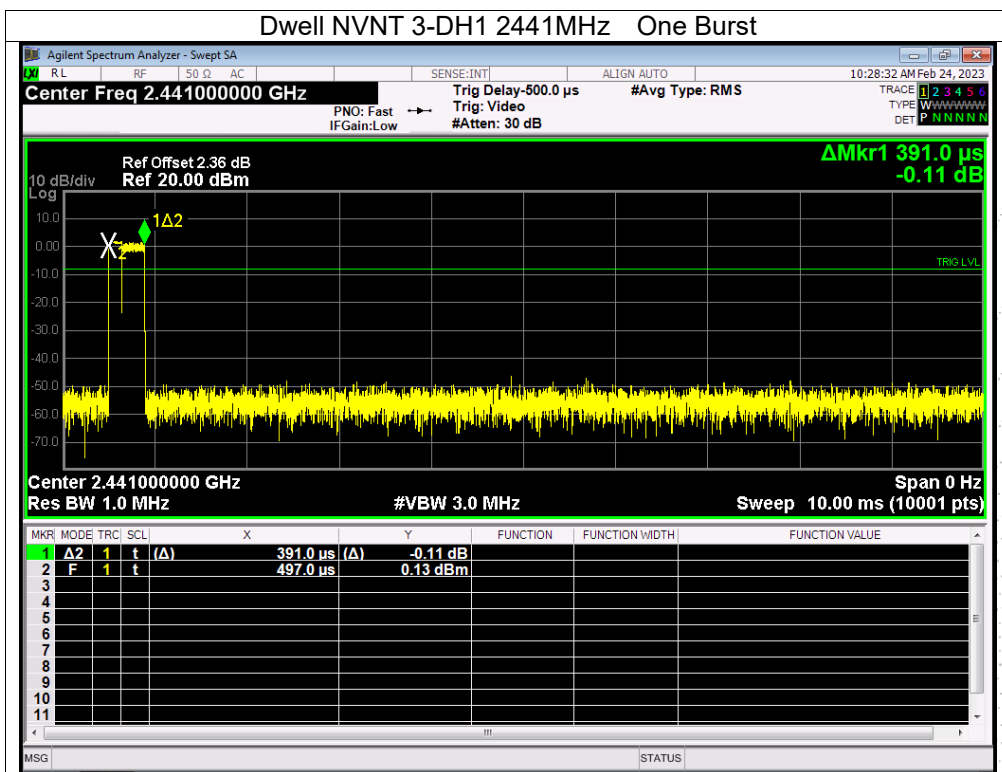 Dwell NVNT 3-DH1 2441MHz One Burst
Agilent Spectrum Analyzer - Swept SA
LXI RL RF 50 Ω AC SENSE:INT ALIGN AUTO 10:28:32 AM Feb 24, 2023
Center Freq 2.441000000 GHz
PNO: Fast
IFGain:Low
Trig Delay-500.0 µs
Trig: Video
#Atten: 30 dB
#Avg Type: RMS
TRACE 1 2 3 4 5 6
TYPE WWWWWW
DET P N N N N N
ΔMkr1 391.0 µs
-0.11 dB
Ref Offset 2.36 dB
10 dB/div Ref 20.00 dBm
Log
10.0
0.00
-10.0
-20.0
-30.0
-40.0
-50.0
-60.0
-70.0
1Δ2
2
TRIG LVL
Center 2.441000000 GHz Span 0 Hz
Res BW 1.0 MHz #VBW 3.0 MHz Sweep 10.00 ms (10001 pts)
MKR MODE TRC SCL X Y FUNCTION FUNCTION WIDTH FUNCTION VALUE
1 Δ2 1 t (Δ) 391.0 µs (Δ) -0.11 dB
2 F 1 t 497.0 µs 0.13 dBm
3
4
5
6
7
8
9
10
11
MSG STATUS